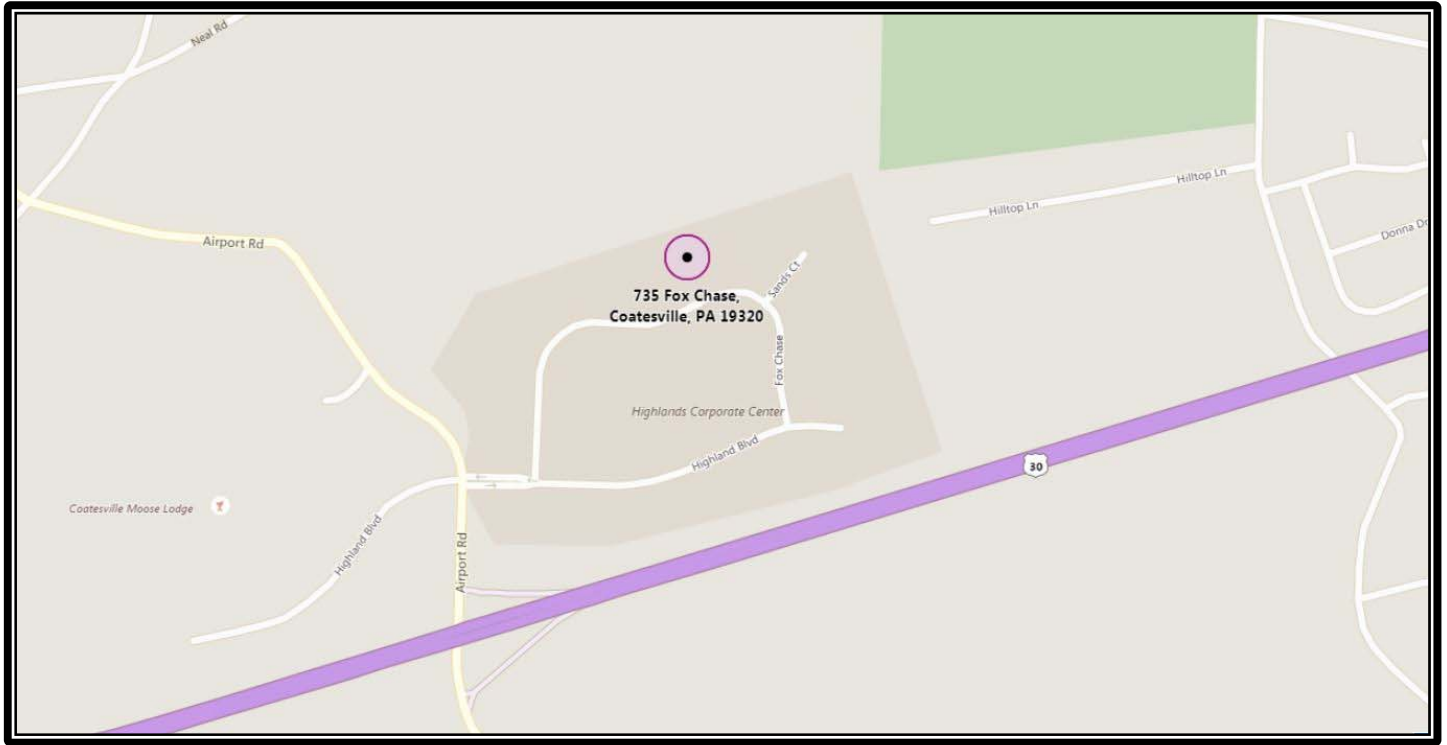 Neal Rd
Hilltop Ln
Hilltop Ln
Donna Dr
Airport Rd
Sands Ct
735 Fox Chase,
Coatesville, PA 19320
Fox Chase
Highlands Corporate Center
Highland Blvd
30
Coatesville Moose Lodge
Highland Blvd
Airport Rd